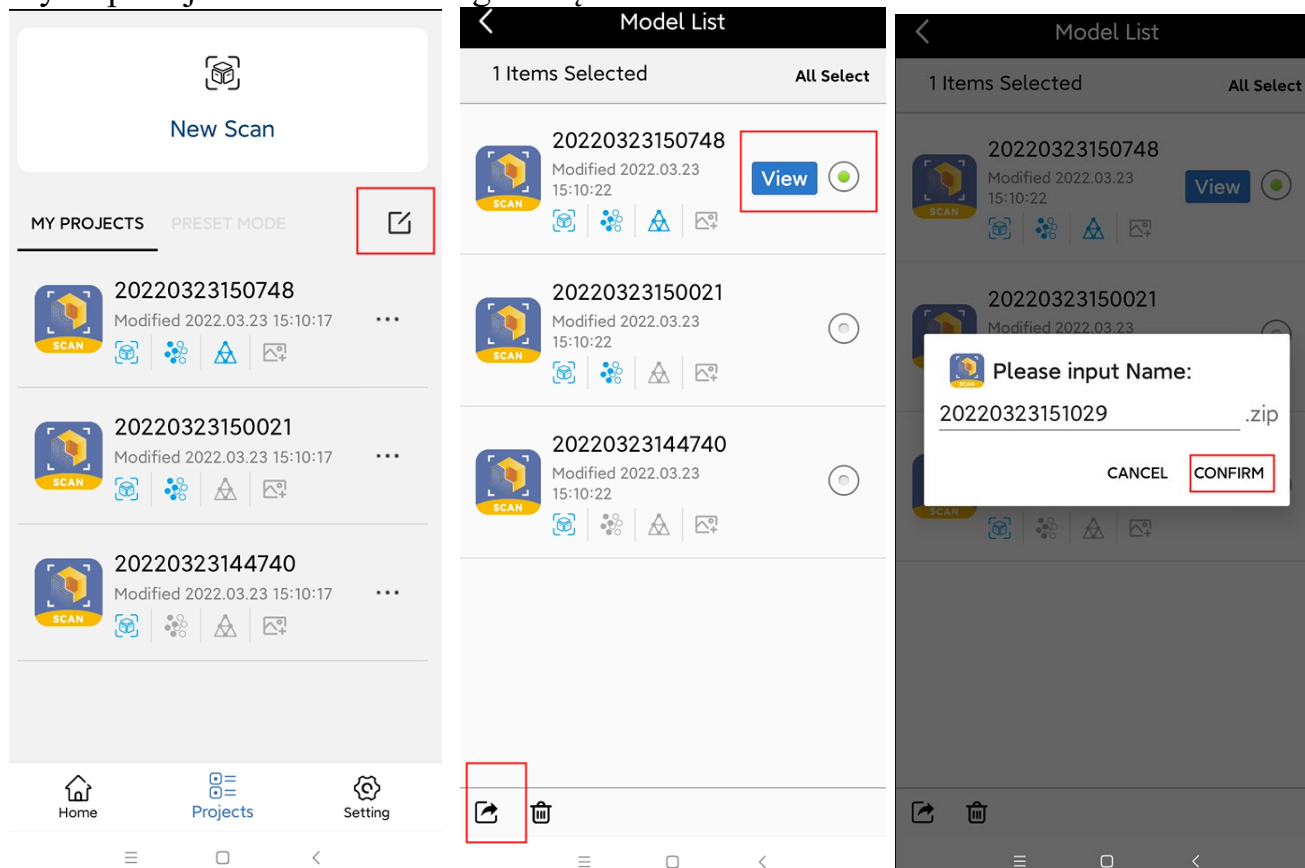 New Scan
MY PROJECTS PRESET MODE
20220323150748
Modified 2022.03.23 15:10:17
SCAN
20220323150021
Modified 2022.03.23 15:10:17
SCAN
20220323144740
Modified 2022.03.23 15:10:17
SCAN
Home Projects Setting
Model List
1 Items Selected All Select
20220323150748
Modified 2022.03.23
15:10:22
View
SCAN
20220323150021
Modified 2022.03.23
15:10:22
SCAN
20220323144740
Modified 2022.03.23
15:10:22
SCAN
Model List
1 Items Selected All Select
20220323150748
Modified 2022.03.23
15:10:22
View
SCAN
20220323150021
Modified 2022.03.23
Please input Name:
20220323151029 .zip
CANCEL CONFIRM
SCAN